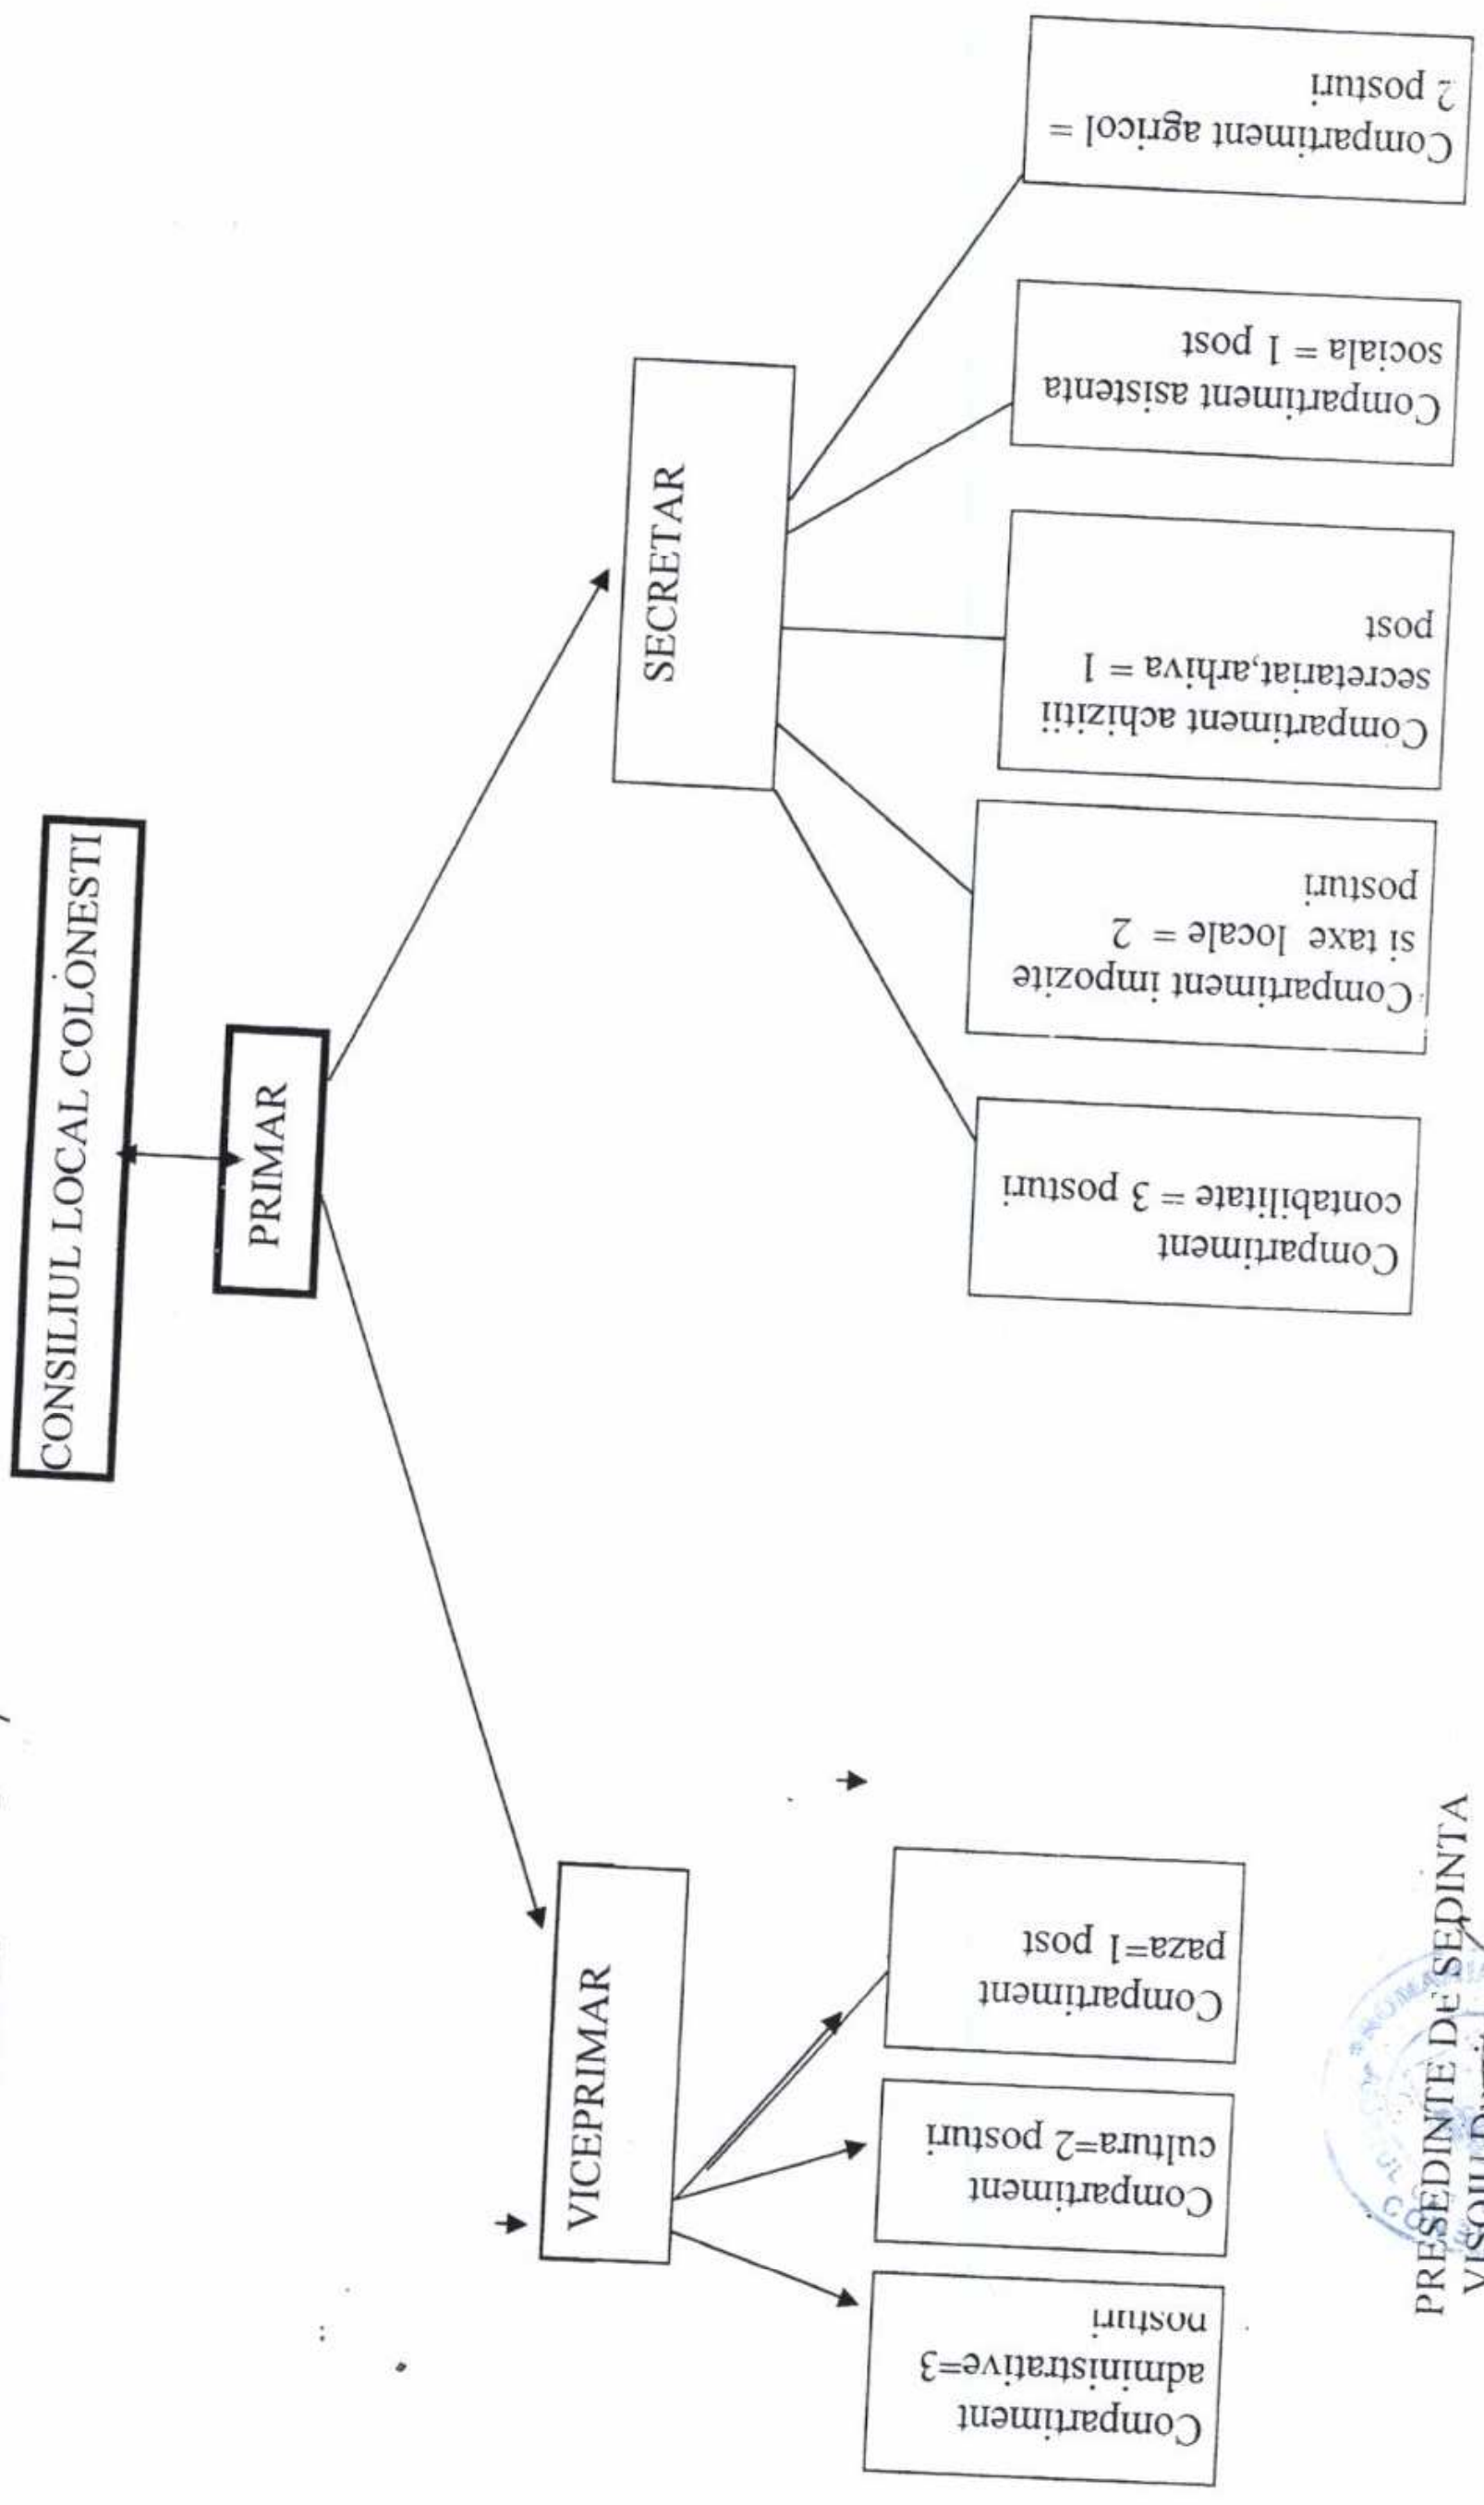 CONSILIUL LOCAL COLONESTI
PRIMAR
VICEPRIMAR
SECRETAR
Compartiment
administrative=3
posturi
Compartiment
cultura=2 posturi
Compartiment
paza=1 post
Compartiment
contabilitate = 3 posturi
Compartiment impozite
si taxe locale = 2
posturi
Compartiment achizitii
secretariat,arhiva = 1
post
Compartiment asistenta
sociala = 1 post
Compartiment agricol =
2 posturi
PRESEDINTE DE SEDINTA